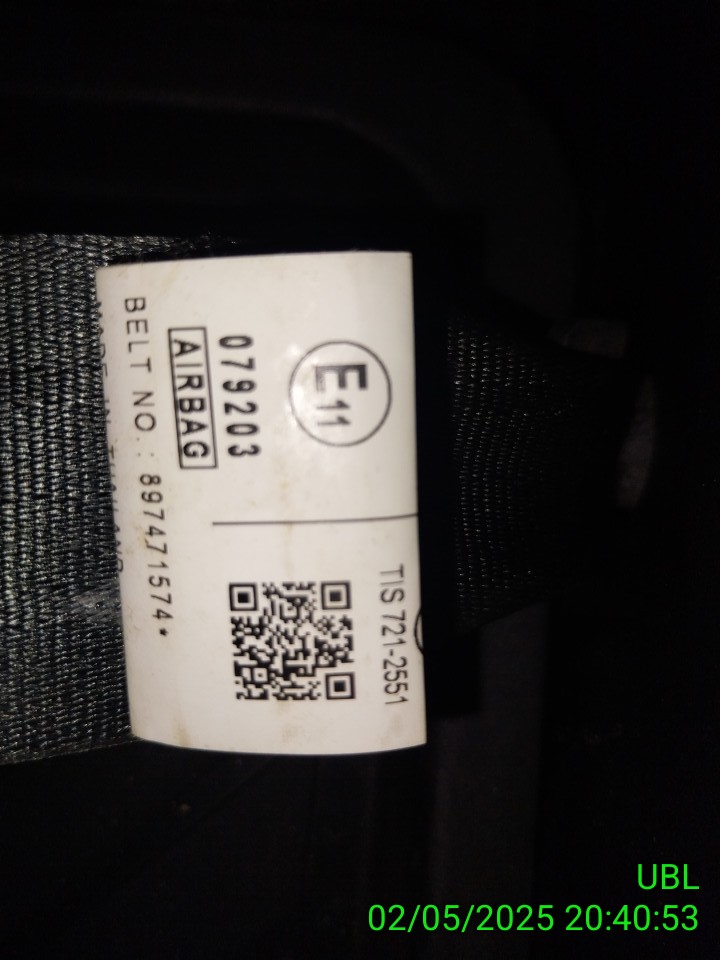 E11
079203
AIRBAG
BELT NO.: 897471574*
TIS 721-2551
UBL
02/05/2025 20:40:53